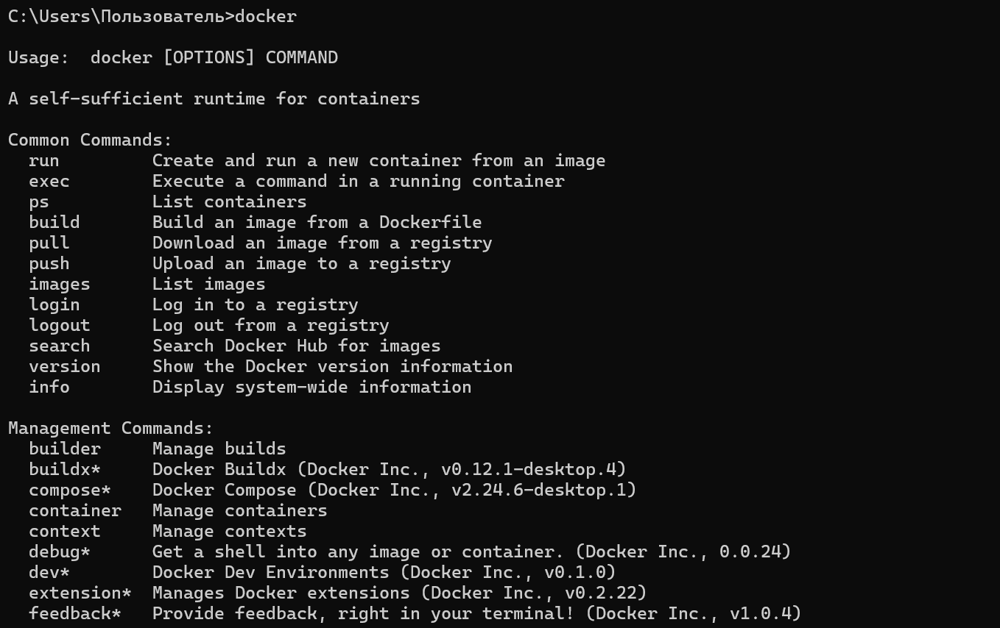 C:\Users\Пользователь>docker
Usage:  docker [OPTIONS] COMMAND
A self-sufficient runtime for containers
Common Commands:
  run         Create and run a new container from an image
  exec        Execute a command in a running container
  ps          List containers
  build       Build an image from a Dockerfile
  pull        Download an image from a registry
  push        Upload an image to a registry
  images      List images
  login       Log in to a registry
  logout      Log out from a registry
  search      Search Docker Hub for images
  version     Show the Docker version information
  info        Display system-wide information
Management Commands:
  builder     Manage builds
  buildx*     Docker Buildx (Docker Inc., v0.12.1-desktop.4)
  compose*    Docker Compose (Docker Inc., v2.24.6-desktop.1)
  container   Manage containers
  context     Manage contexts
  debug*      Get a shell into any image or container. (Docker Inc., 0.0.24)
  dev*        Docker Dev Environments (Docker Inc., v0.1.0)
  extension*  Manages Docker extensions (Docker Inc., v0.2.22)
  feedback*   Provide feedback, right in your terminal! (Docker Inc., v1.0.4)